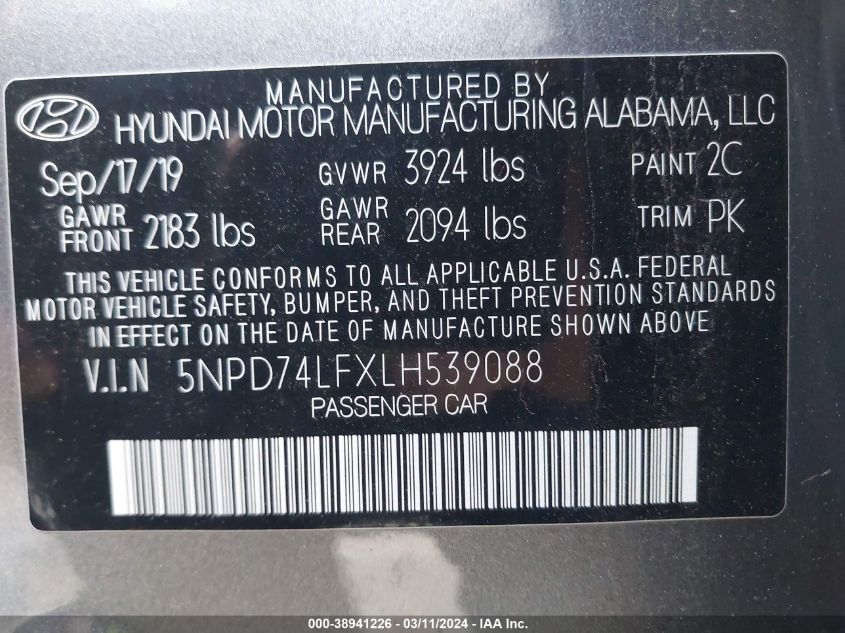 MANUFACTURED BY
HYUNDAI MOTOR MANUFACTURING ALABAMA, LLC
Sep/17/19 GVWR 3924 lbs PAINT 2C
GAWR FRONT 2183 lbs GAWR REAR 2094 lbs TRIM PK
THIS VEHICLE CONFORMS TO ALL APPLICABLE U.S.A. FEDERAL
MOTOR VEHICLE SAFETY, BUMPER, AND THEFT PREVENTION STANDARDS
IN EFFECT ON THE DATE OF MANUFACTURE SHOWN ABOVE
V.I.N 5NPD74LFXLH539088
PASSENGER CAR
000-38941226 - 03/11/2024 - IAA Inc.